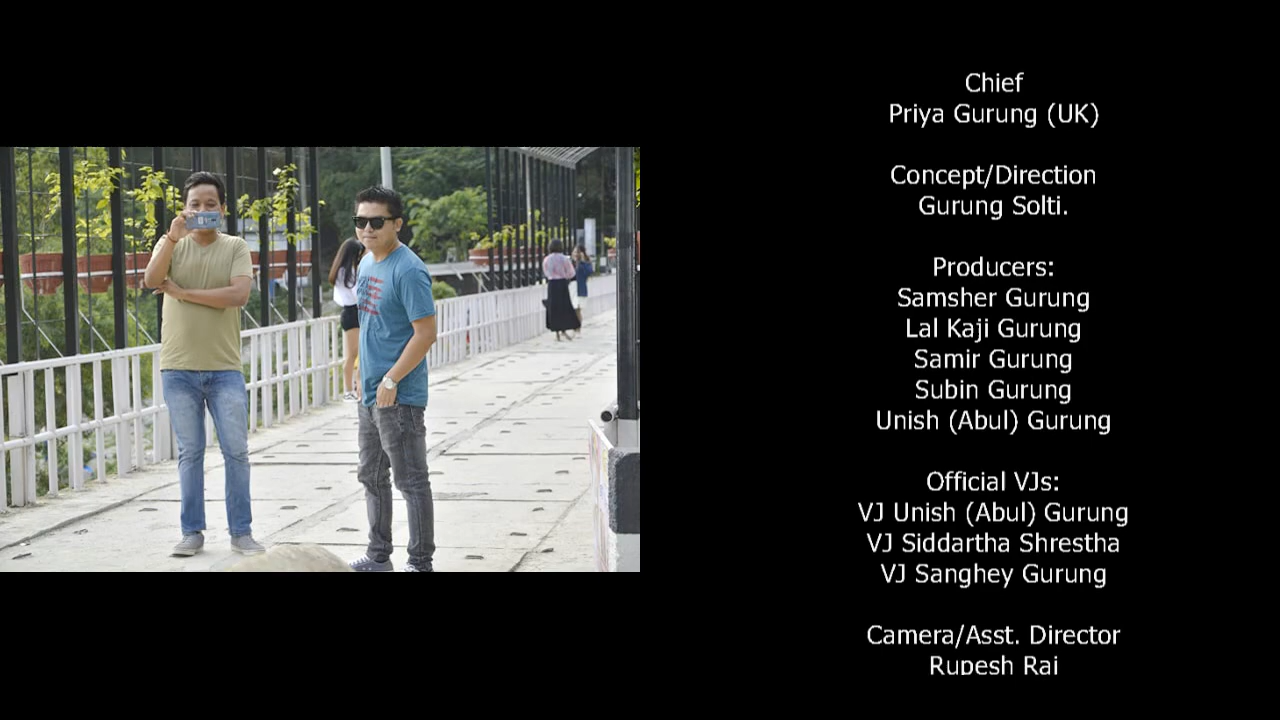 Chief
Priya Gurung (UK)
Concept/Direction
Gurung Solti.
Producers:
Samsher Gurung
Lal Kaji Gurung
Samir Gurung
Subin Gurung
Unish (Abul) Gurung
Official VJs:
VJ Unish (Abul) Gurung
VJ Siddartha Shrestha
VJ Sanghey Gurung
Camera/Asst. Director
Rupesh Rai